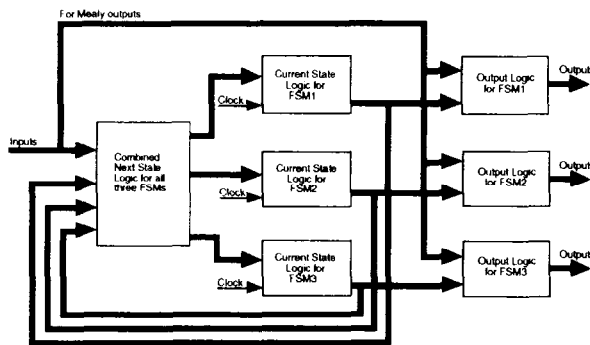 For Mealy outputs
Inputs
Combined
Next State
Logic for all
three FSMs
Current State
Logic for
FSM1
Clock
Output Logic
for FSM1
Output
Current State
Logic for
FSM2
Clock
Output Logic
for FSM2
Output
Current State
Logic for
FSM3
Clock
Output Logic
for FSM3
Output